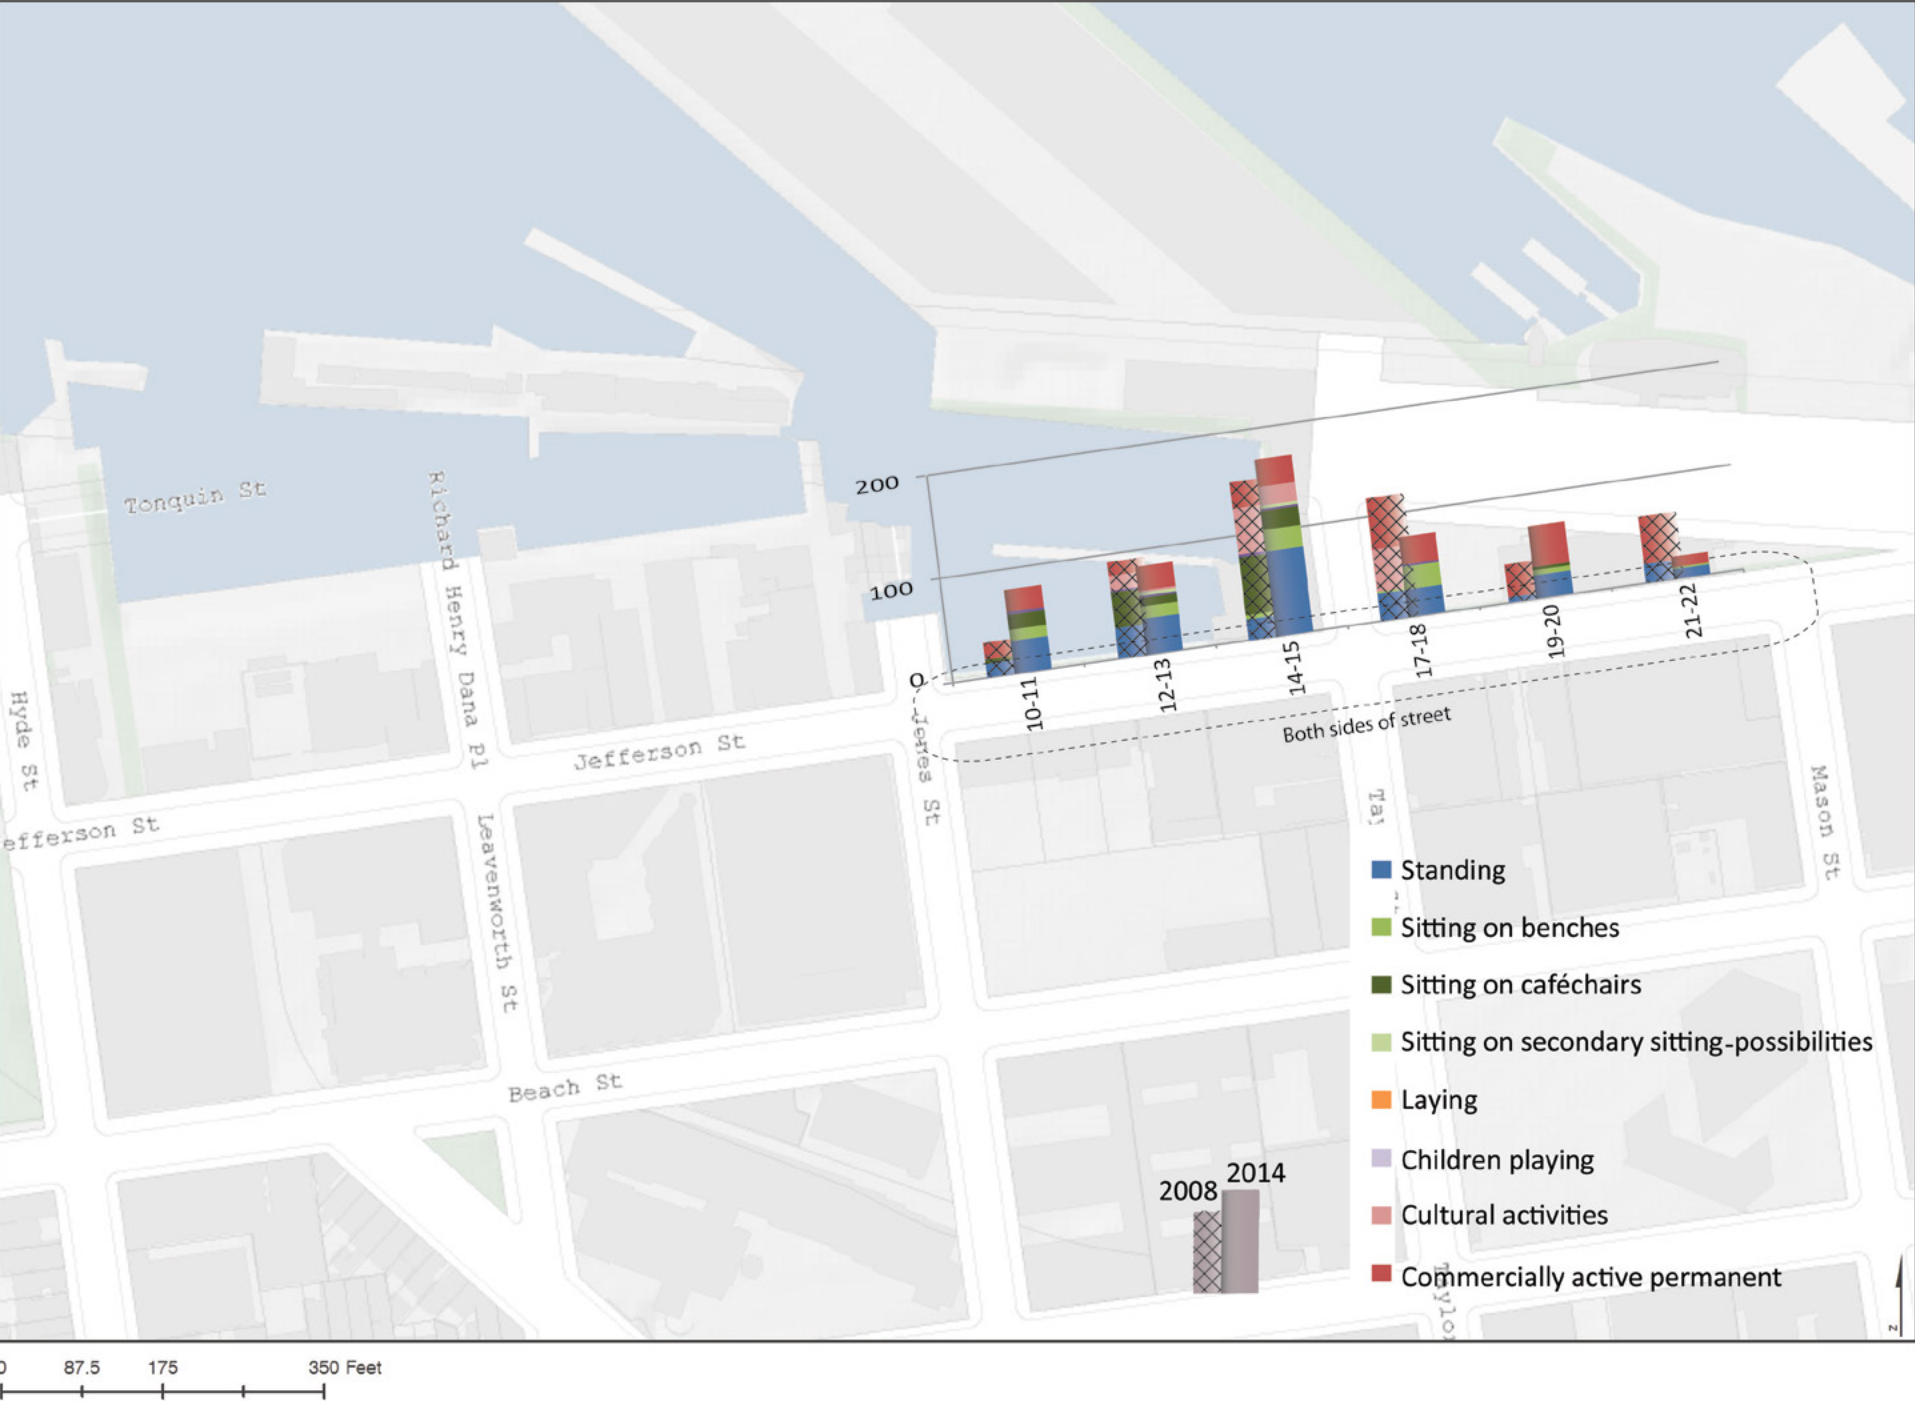 Tonquin St
Richard Henry Dana Pl
Hyde St
Jefferson St
efferson St
Leavenworth St
Jones St
Beach St
Mason St
Tay
Taylor
200
100
0
10-11
12-13
14-15
17-18
19-20
21-22
Both sides of street
Standing
Sitting on benches
Sitting on caféchairs
Sitting on secondary sitting-possibilities
Laying
Children playing
Cultural activities
Commercially active permanent
2008
2014
z
0 87.5 175 350 Feet